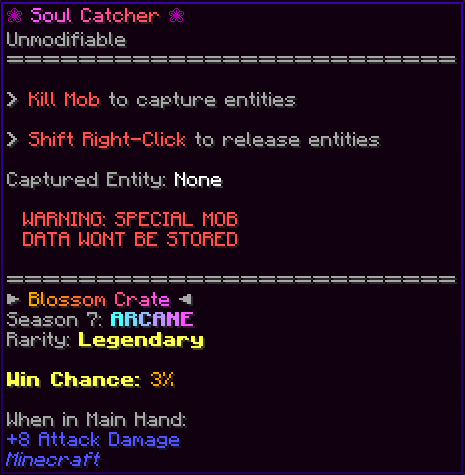 ❀ Soul Catcher ❀
Unmodifiable
============================
> Kill Mob to capture entities
> Shift Right-Click to release entities
Captured Entity: None
WARNING: SPECIAL MOB
DATA WONT BE STORED
============================
► Blossom Crate ◄
Season 7: ARCANE
Rarity: Legendary
Win Chance: 3%
When in Main Hand:
+8 Attack Damage
Minecraft